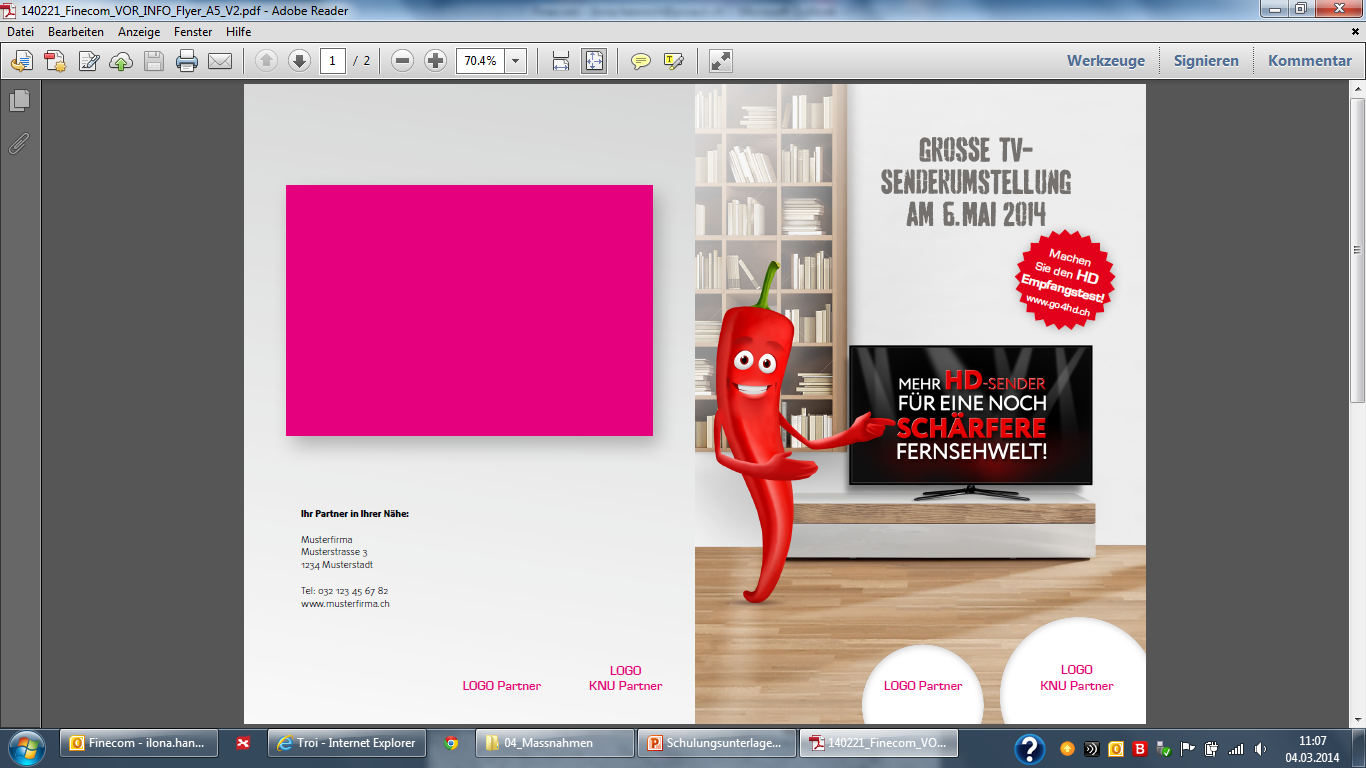 140221_Finecom_VOR_INFO_Flyer_A5_V2.pdf - Adobe Reader
Datei Bearbeiten Anzeige Fenster Hilfe
1 / 2 70.4% Werkzeuge Signieren Kommentar
GROSSE TV-
SENDERUMSTELLUNG
AM 6. MAI 2014
Machen
Sie den HD
Empfangstest!
www.go4hd.ch
MEHR HD-SENDER
FÜR EINE NOCH
SCHÄRFERE
FERNSEHWELT!
Ihr Partner in Ihrer Nähe:
Musterfirma
Musterstrasse 3
1234 Musterstadt
Tel: 032 123 45 67 82
www.musterfirma.ch
LOGO Partner
LOGO
KNU Partner
LOGO Partner
LOGO
KNU Partner
Finecom - ilona.han... Troi - Internet Explorer 04_Massnahmen Schulungsunterlage... 140221_Finecom_VO... 11:07
04.03.2014